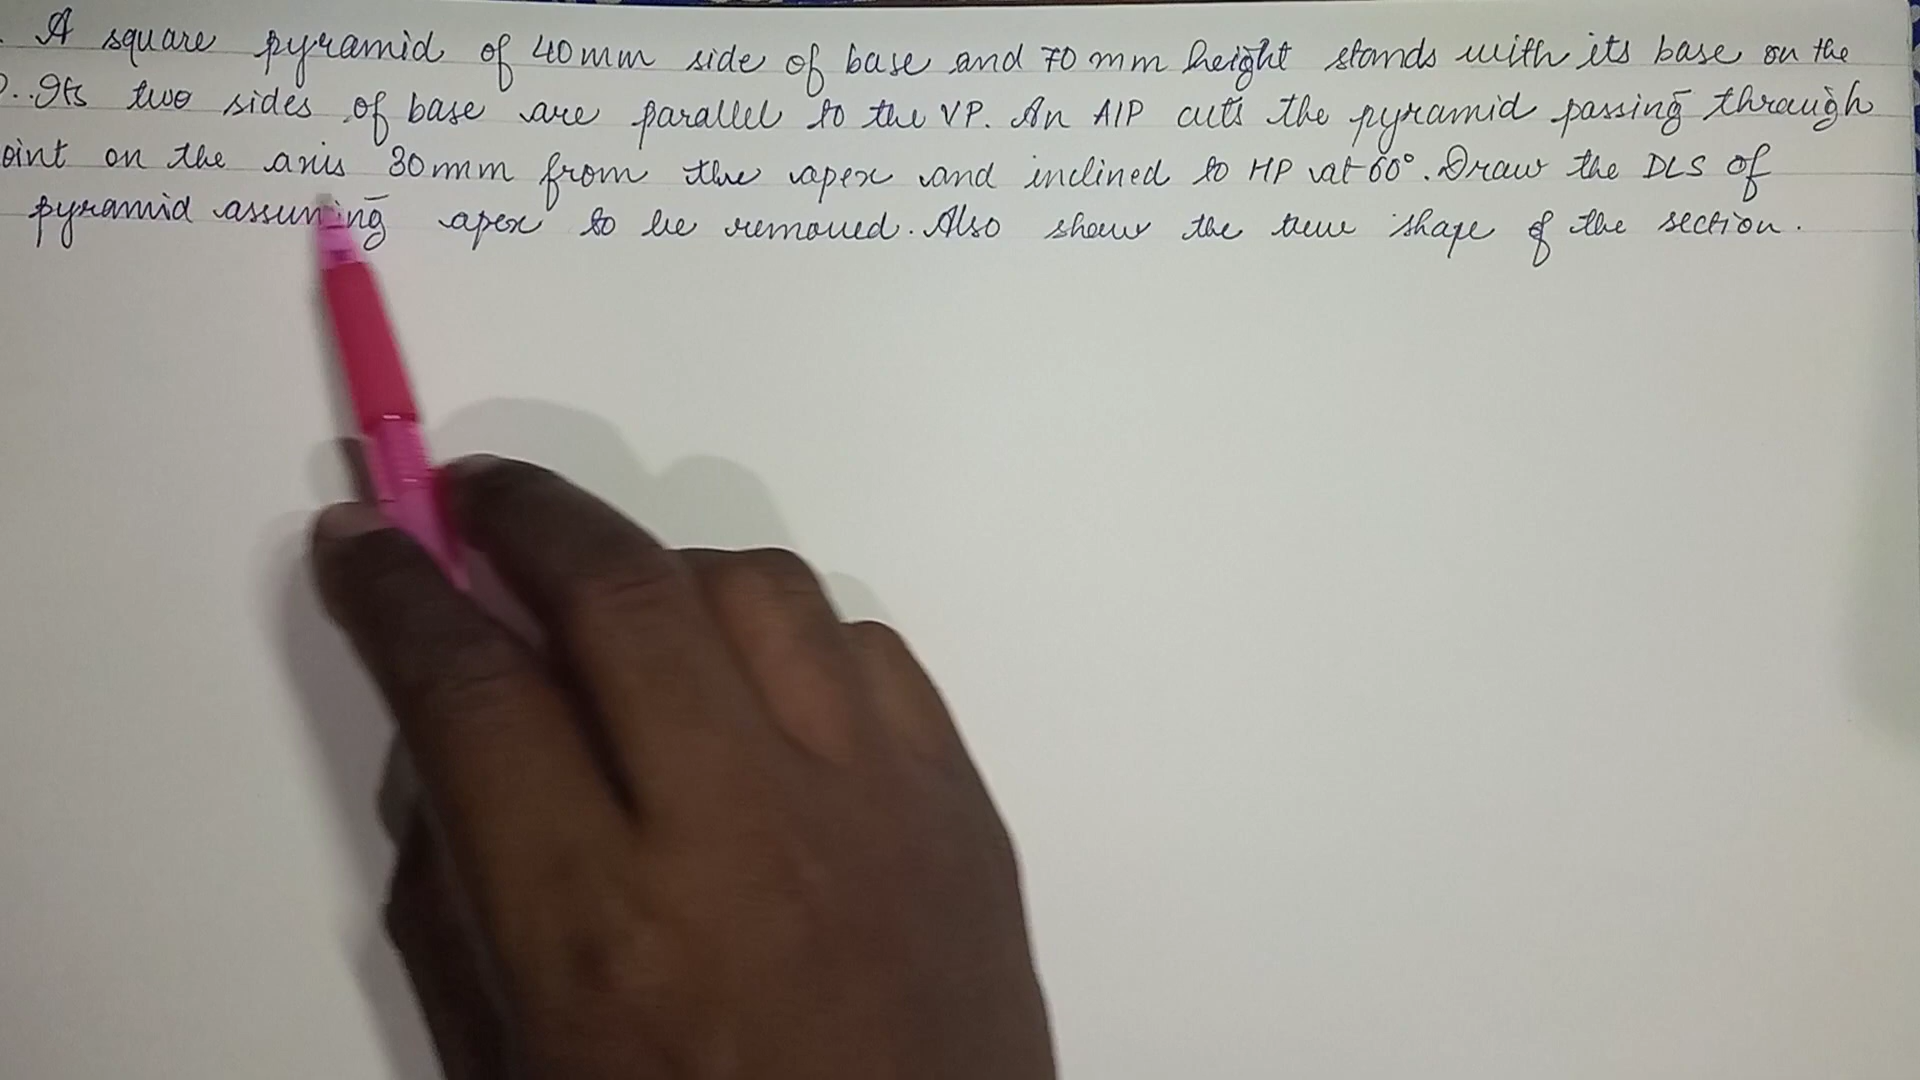 A square pyramid of 40mm side of base and 70 mm height stands with its base on the
P. Its two sides of base are parallel to the VP. An AIP cuts the pyramid passing through
oint on the axis 30mm from the apex and inclined to HP at 60°. Draw the DLS of
pyramid assuming apex to be removed. Also show the true shape of the section.